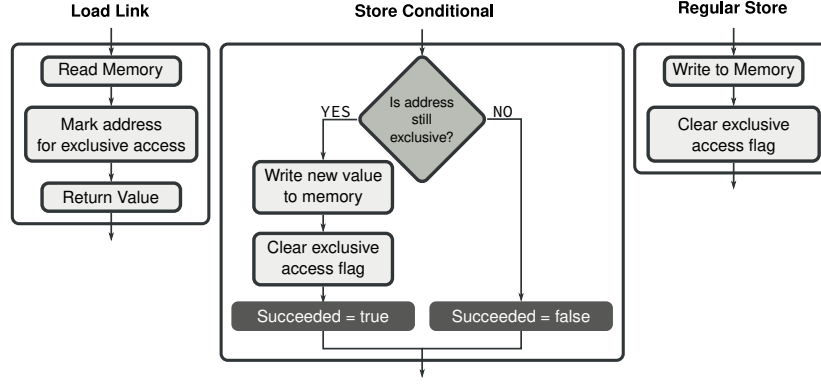 Load Link
Read Memory
Mark address
for exclusive access
Return Value
Store Conditional
Is address
still
exclusive?
YES
NO
Write new value
to memory
Clear exclusive
access flag
Succeeded = true
Succeeded = false
Regular Store
Write to Memory
Clear exclusive
access flag